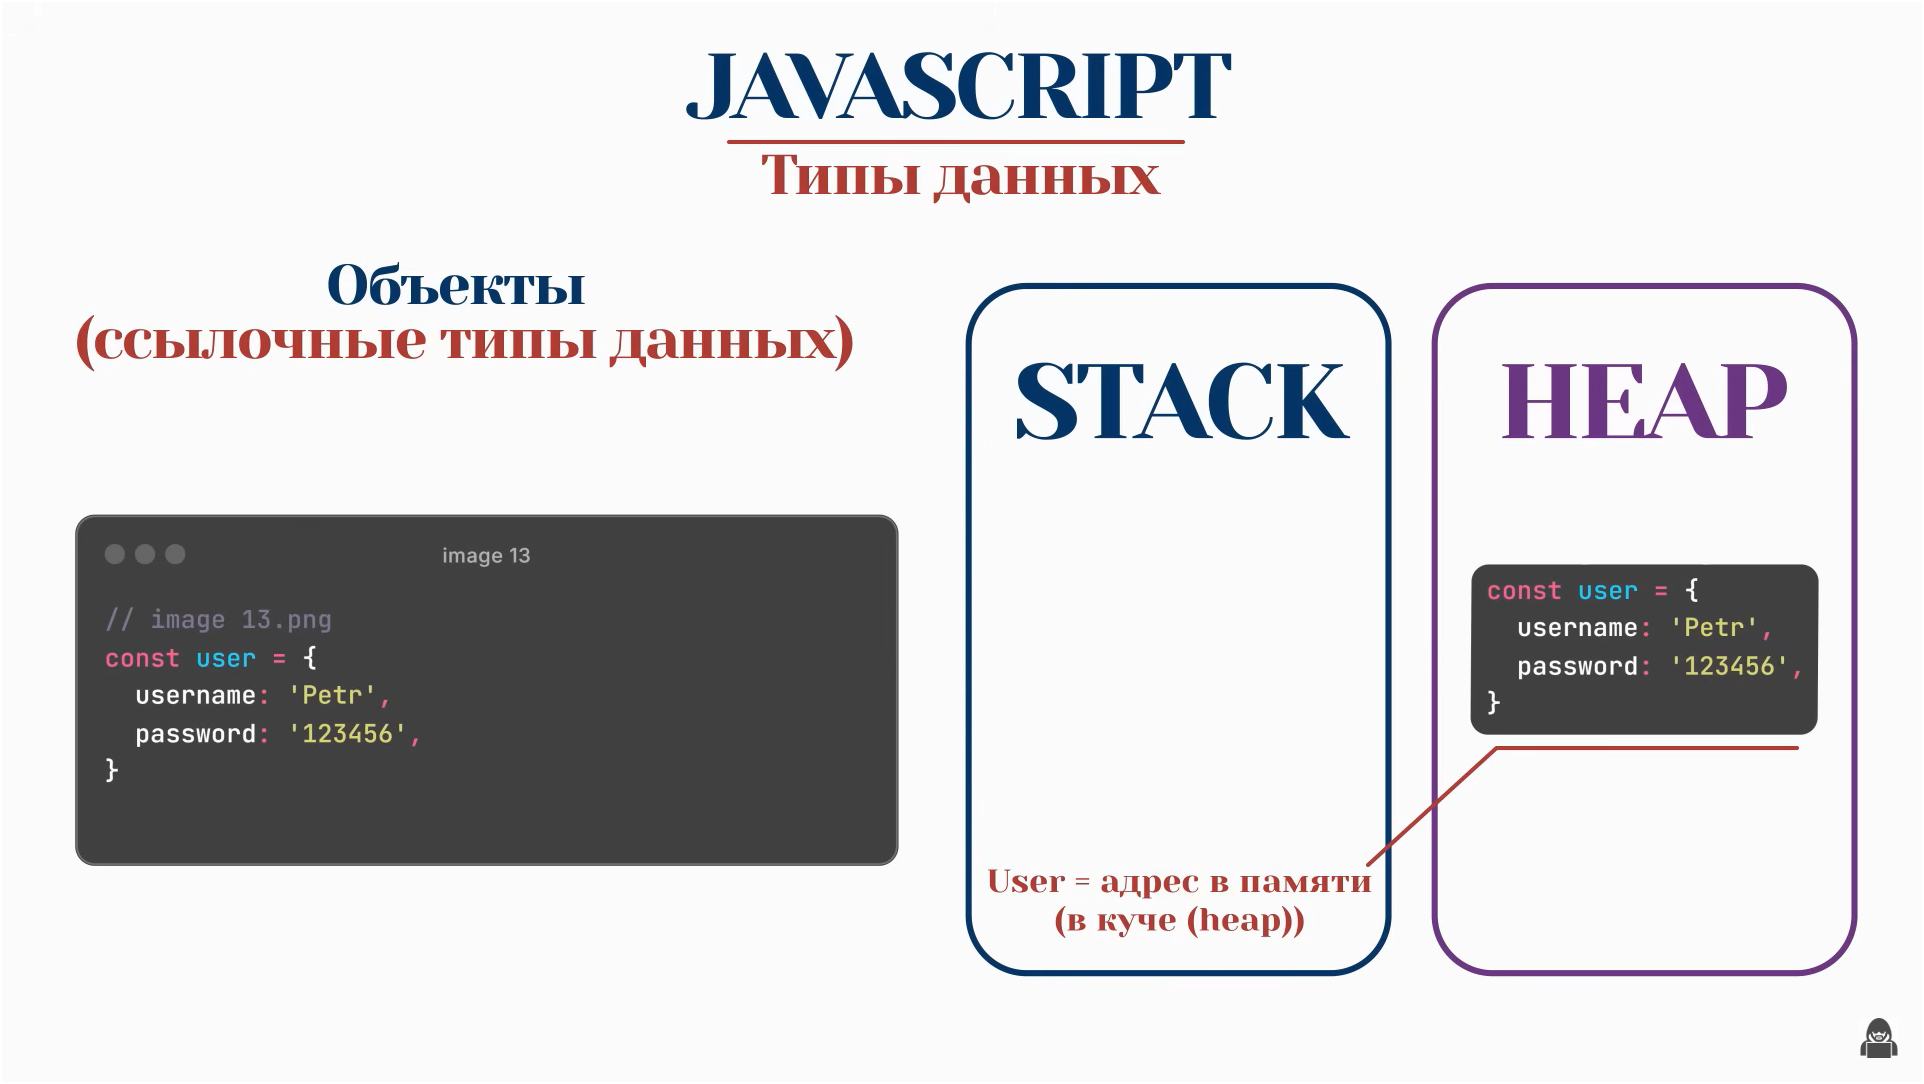 JAVASCRIPT
Типы данных
Объекты
(ссылочные типы данных)
image 13
// image 13.png
const user = {
  username: 'Petr',
  password: '123456',
}
STACK
User = адрес в памяти
(в куче (heap))
HEAP
const user = {
  username: 'Petr',
  password: '123456',
}